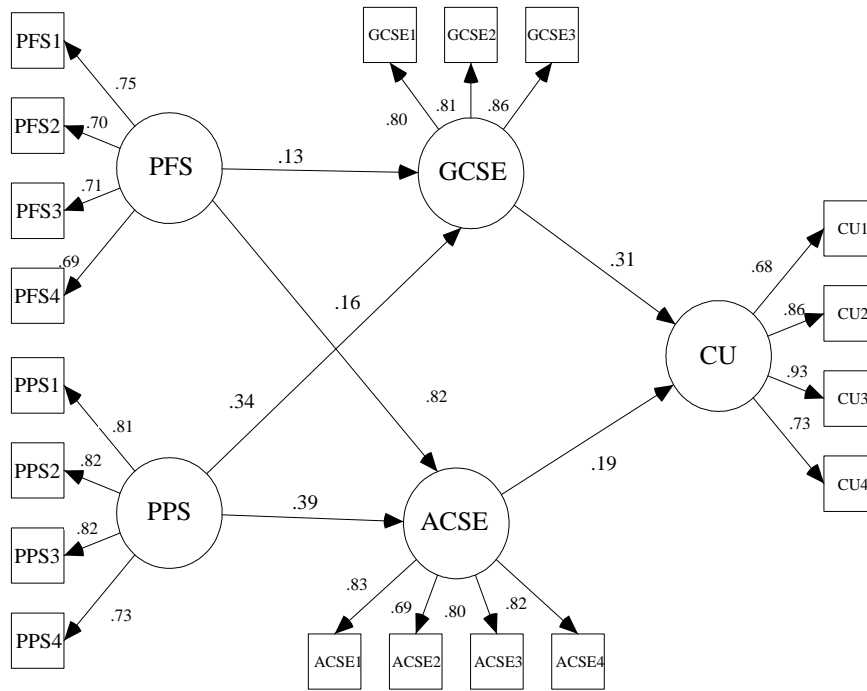 PFS1
PFS2
PFS3
PFS4
.75
.70
.71
.69
PFS
.13
.16
GCSE1
GCSE2
GCSE3
.80
.81
.86
GCSE
.31
PPS1
PPS2
PPS3
PPS4
.81
.82
.82
.73
PPS
.34
.39
.82
ACSE
.19
.83
.69
.80
.82
ACSE1
ACSE2
ACSE3
ACSE4
CU
.68
.86
.93
.73
CU1
CU2
CU3
CU4